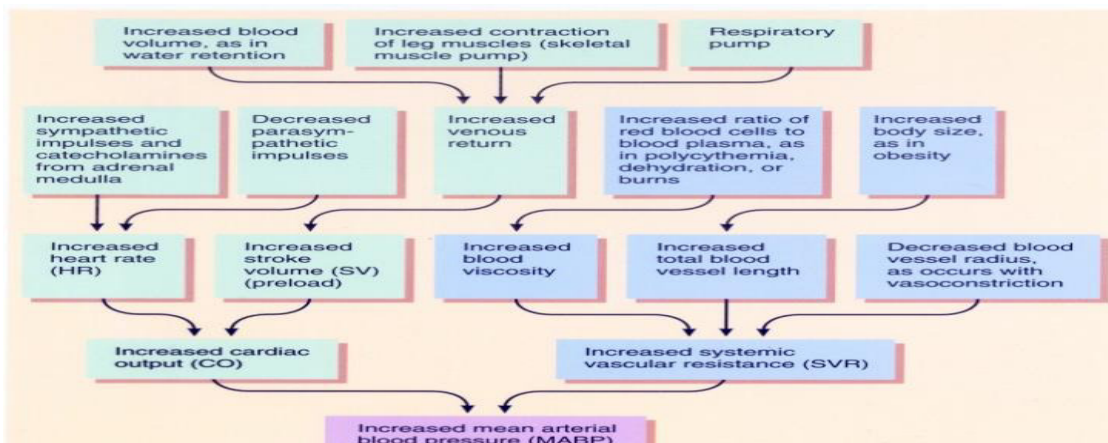 Increased blood
volume, as in
water retention
Increased contraction
of leg muscles (skeletal
muscle pump)
Respiratory
pump
Increased
sympathetic
impulses and
catecholamines
from adrenal
medulla
Decreased
parasym-
pathetic
impulses
Increased
venous
return
Increased ratio of
red blood cells to
blood plasma, as
in polycythemia,
dehydration, or
burns
Increased
body size,
as in
obesity
Increased
heart rate
(HR)
Increased
stroke
volume (SV)
(preload)
Increased
blood
viscosity
Increased
total blood
vessel length
Decreased blood
vessel radius,
as occurs with
vasoconstriction
Increased cardiac
output (CO)
Increased systemic
vascular resistance (SVR)
Increased mean arterial
blood pressure (MABP)